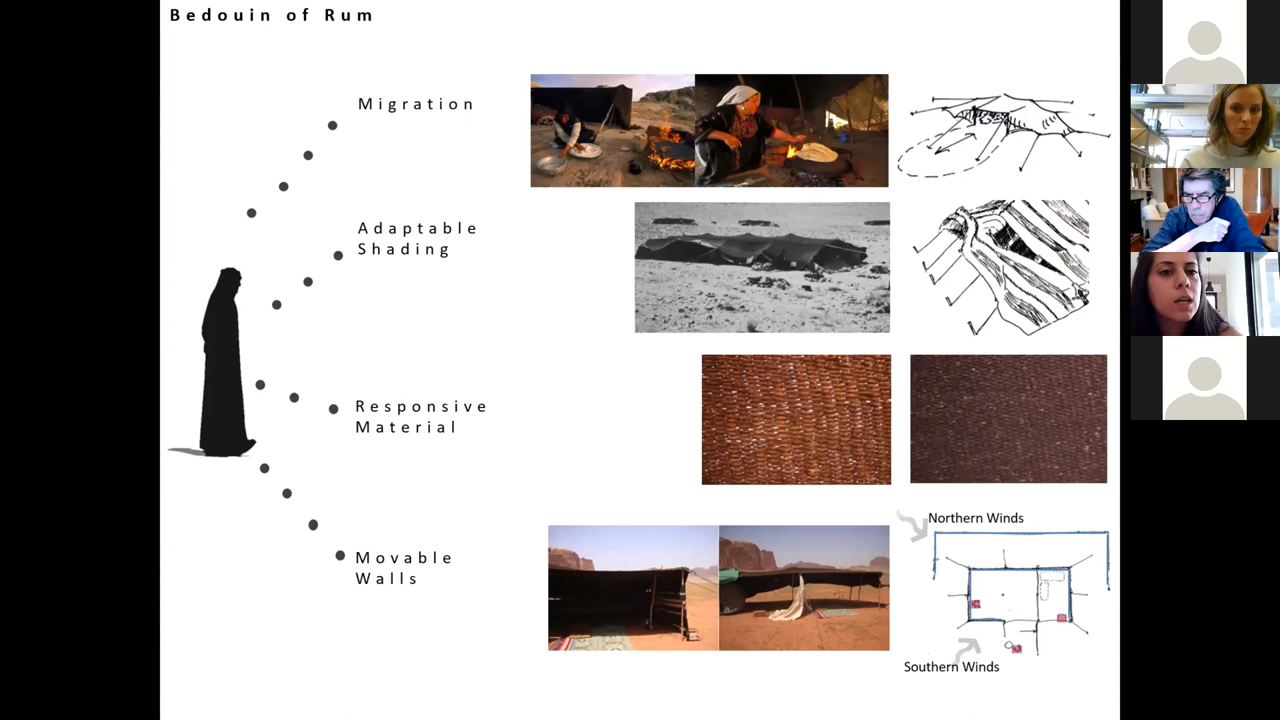 Bedouin of Rum
Migration
Adaptable
Shading
Responsive
Material
Movable
Walls
Northern Winds
Southern Winds